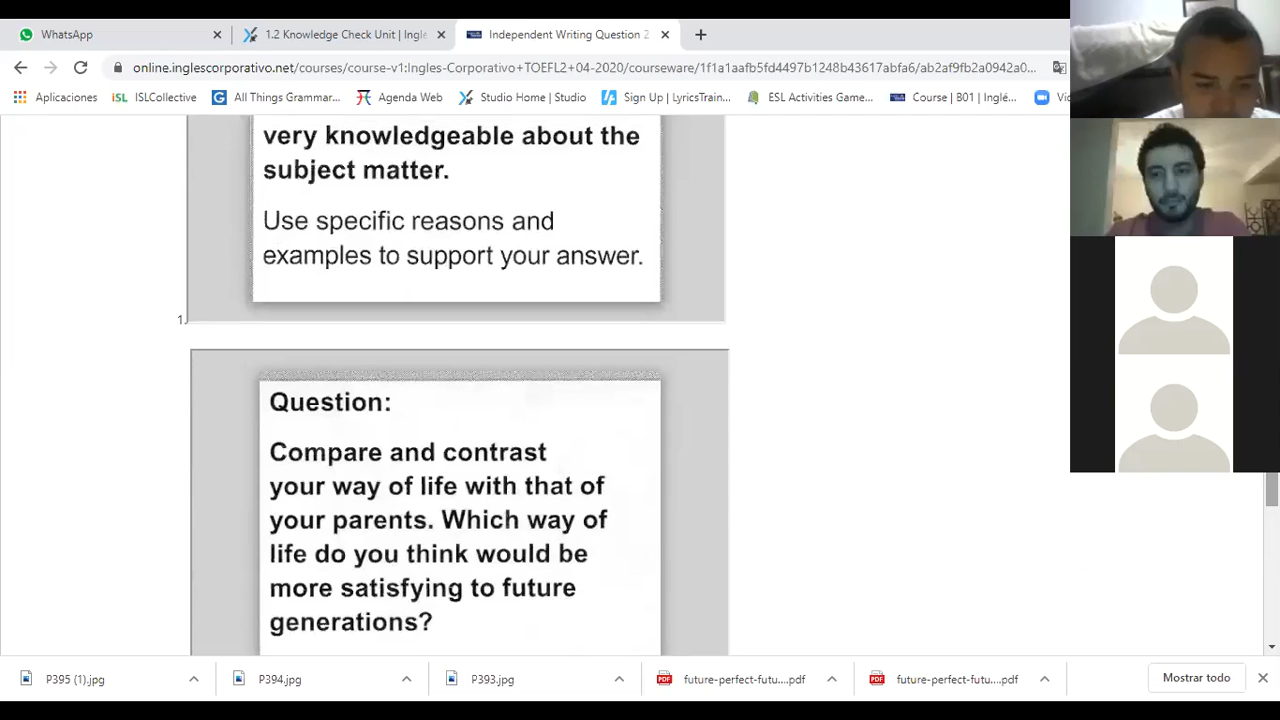 WhatsApp
1.2 Knowledge Check Unit | Ingle
Independent Writing Question 2
online.inglescorporativo.net/courses/course-v1:Ingles-Corporativo+TOEFL2+04-2020/courseware/1f1a1aafb5fd4497b1248b43617abfa6/ab2af9fb2a0942a0...
Aplicaciones
iSL ISLCollective
All Things Grammar...
Agenda Web
Studio Home | Studio
Sign Up | LyricsTrain...
ESL Activities Game...
Course | B01 | Inglé...
very knowledgeable about the
subject matter.
Use specific reasons and
examples to support your answer.
1.
Question:
Compare and contrast
your way of life with that of
your parents. Which way of
life do you think would be
more satisfying to future
generations?
P395 (1).jpg
P394.jpg
P393.jpg
PDF future-perfect-futu....pdf
PDF future-perfect-futu....pdf
Mostrar todo